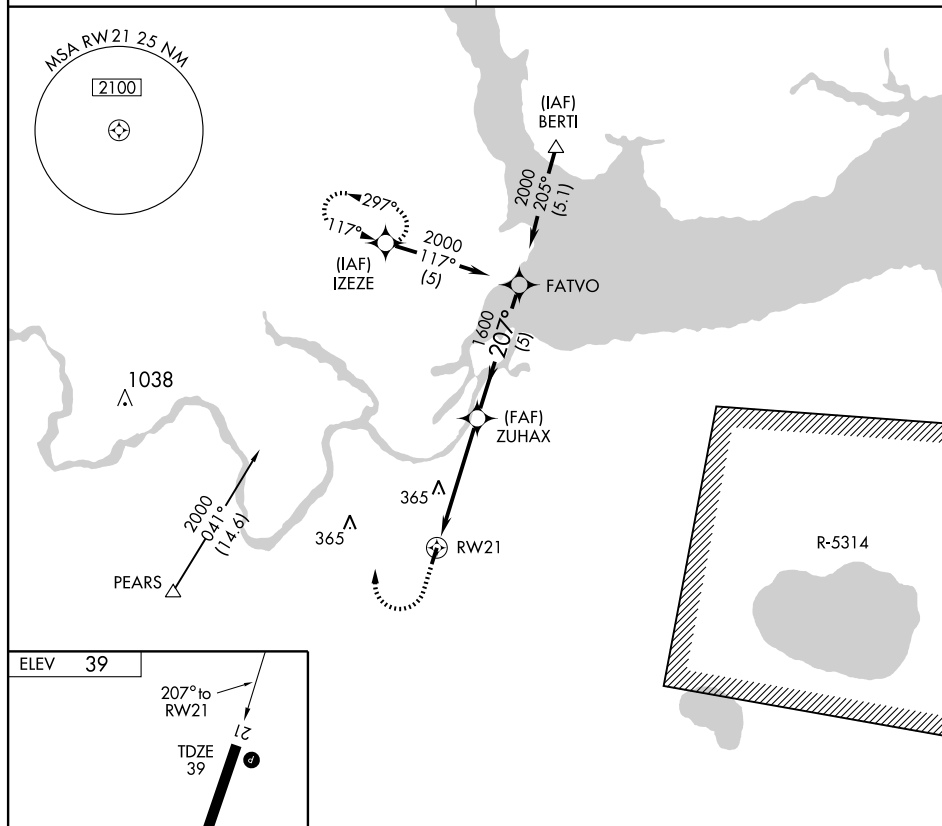 MSA RW21 25 NM
2100
(IAF)
BERTI
2000
205°
(5.1)
297°
117°
(IAF)
IZEZE
2000
117°
(5)
FATVO
1600
207°
(5)
1038
(FAF)
ZUHAX
365
365
RW21
2000
041°
(14.6)
PEARS
R-5314
ELEV 39
207° to
RW21
21
TDZE
39
P